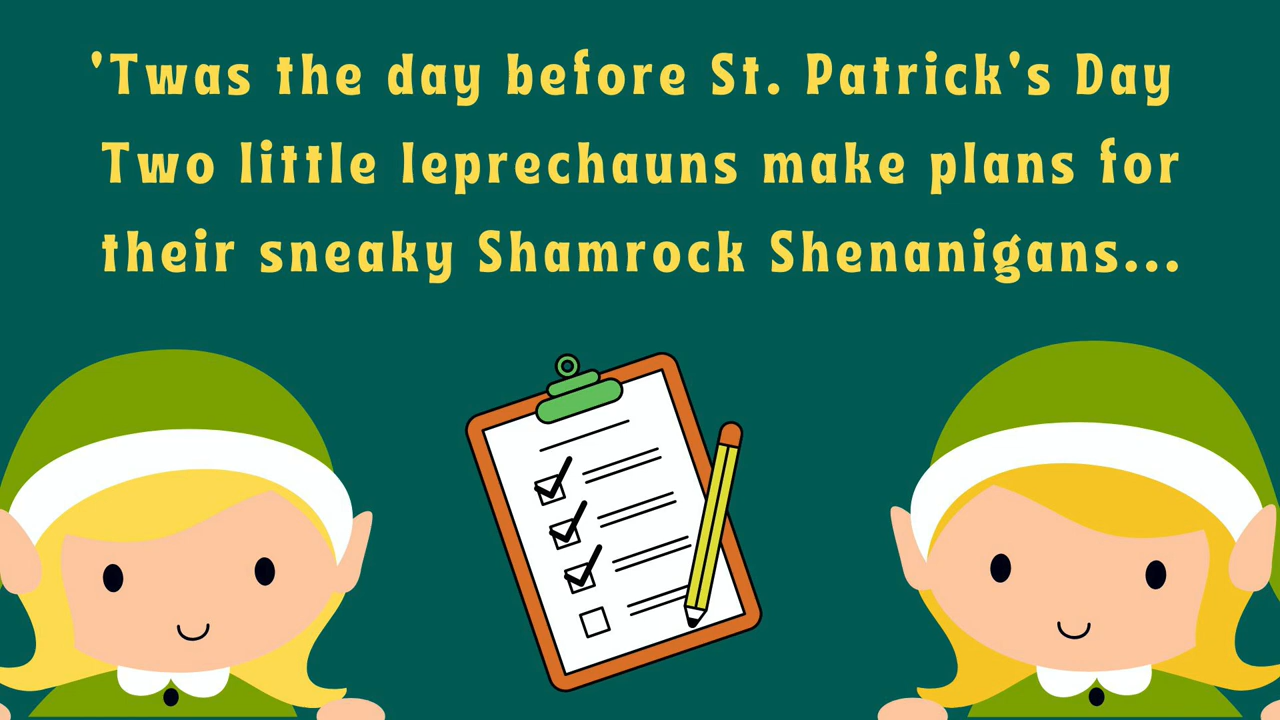 'Twas the day before St. Patrick's Day
Two little leprechauns make plans for
their sneaky Shamrock Shenanigans...